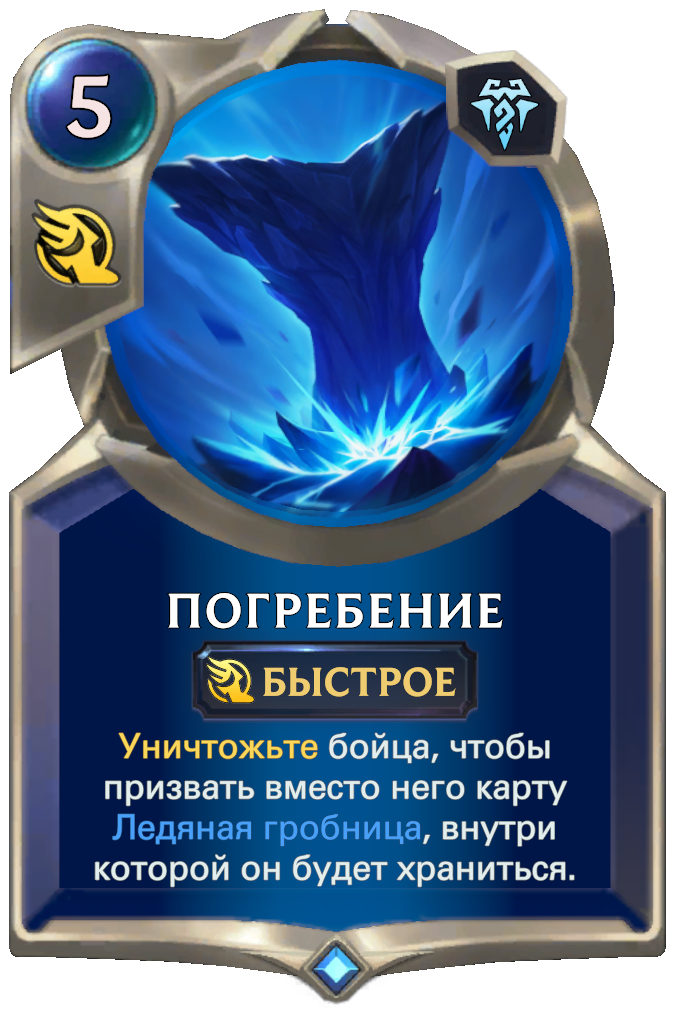 5
ПОГРЕБЕНИЕ
БЫСТРОЕ
Уничтожьте бойца, чтобы
призвать вместо него карту
Ледяная гробница, внутри
которой он будет храниться.